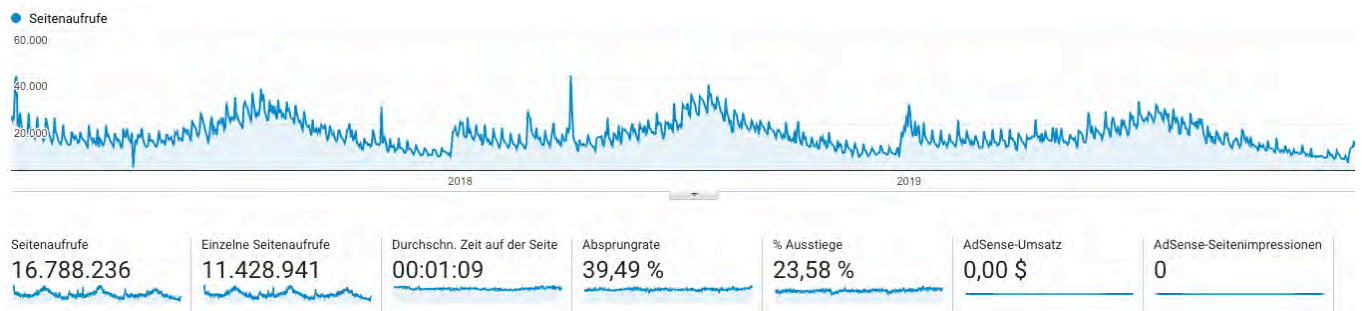 Seitenaufrufe
60.000
40.000
20.000
2018
2019
Seitenaufrufe
16.788.236
Einzelne Seitenaufrufe
11.428.941
Durchschn. Zeit auf der Seite
00:01:09
Absprungrate
39,49 %
% Ausstiege
23,58 %
AdSense-Umsatz
0,00 $
AdSense-Seitenimpressionen
0